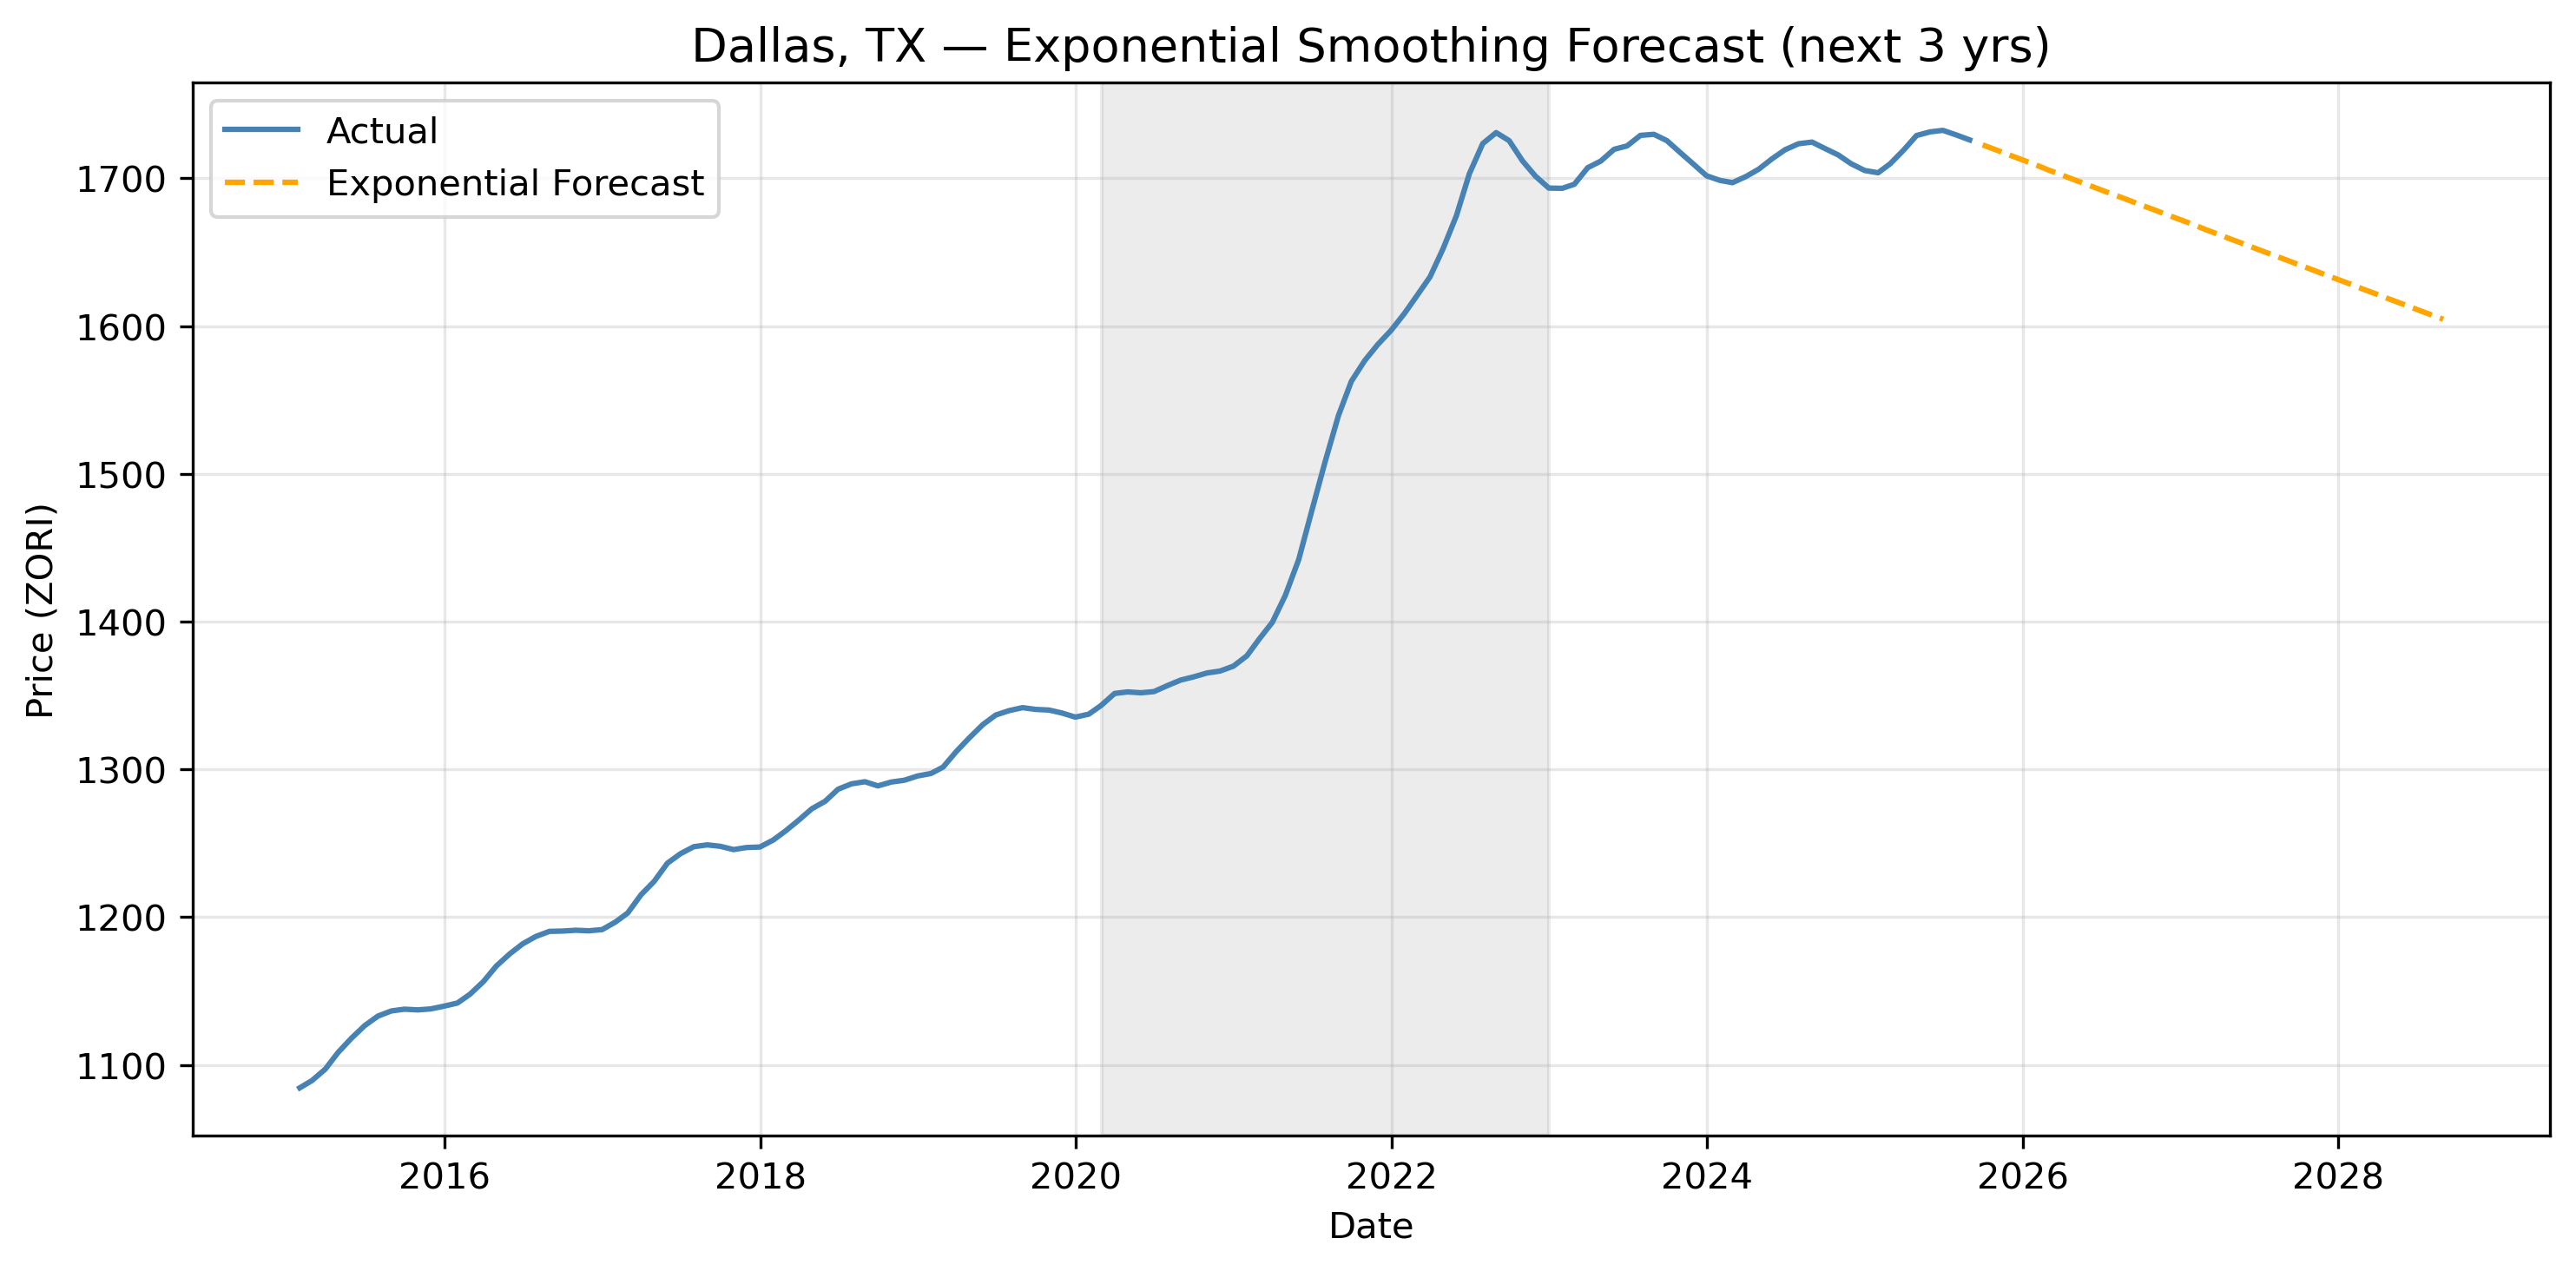 Dallas, TX — Exponential Smoothing Forecast (next 3 yrs)
Actual
Exponential Forecast
Price (ZORI)
1700
1600
1500
1400
1300
1200
1100
2016 2018 2020 2022 2024 2026 2028
Date